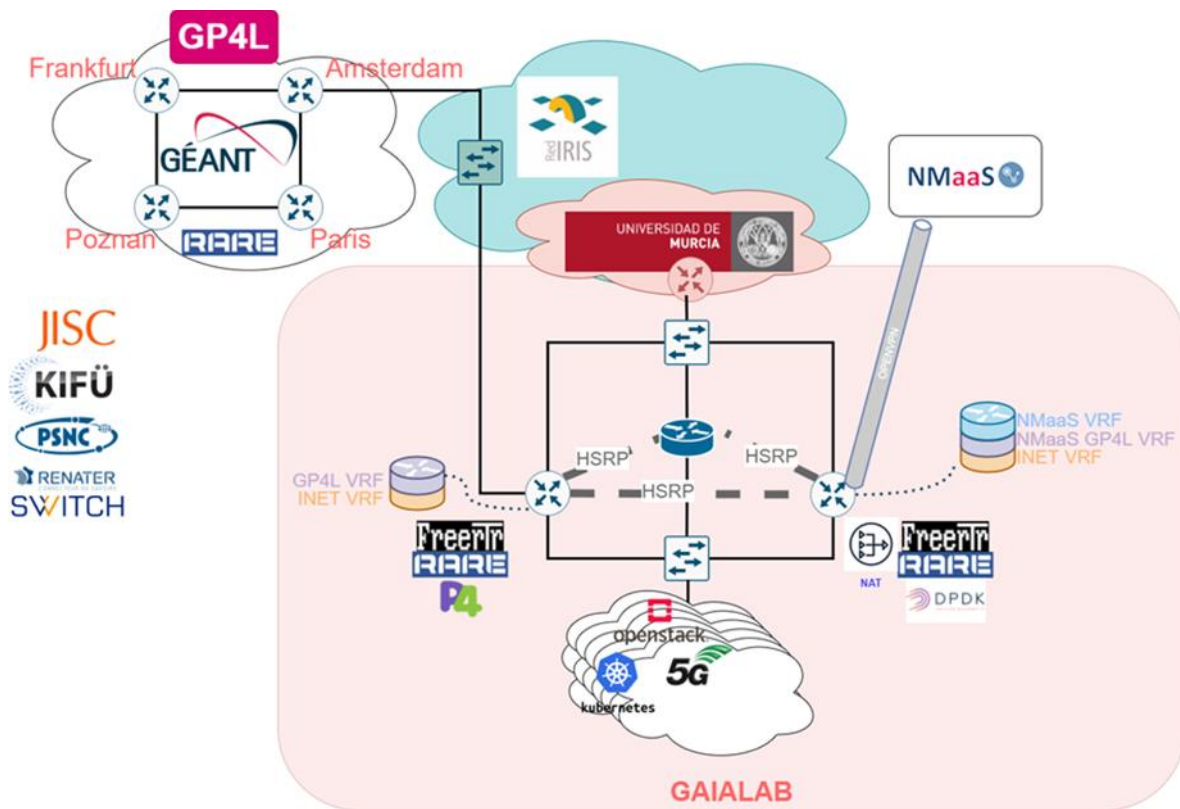 GP4L
Frankfurt
Amsterdam
GÉANT
Poznan
RARE
Paris
Red
IRIS
NMaaS
UNIVERSIDAD DE
MURCIA
OPENVPN
JISC
KIFÜ
PSNC
RENATER
SWITCH
HSRP
HSRP
HSRP
GP4L VRF
INET VRF
NMaaS VRF
NMaaS GP4L VRF
INET VRF
FreerTr
RARE
P4
NAT
FreerTr
RARE
DPDK
openstack.
5G
kubernetes
GAIALAB